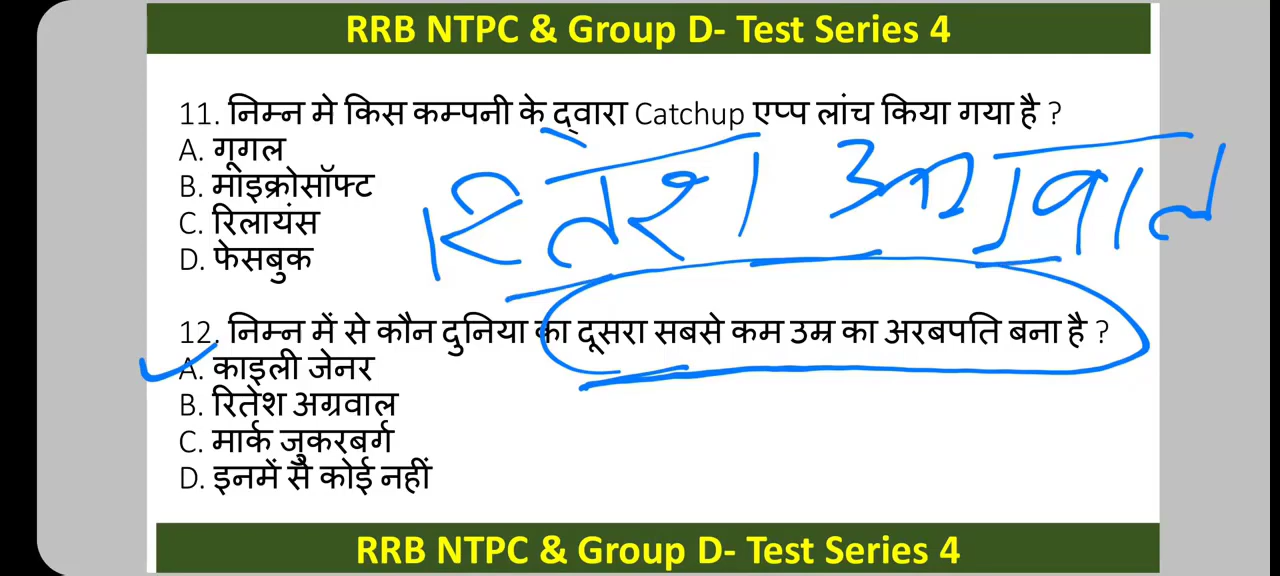 RRB NTPC & Group D- Test Series 4
11. निम्न मे किस कम्पनी के द्वारा Catchup एप्प लांच किया गया है ?
A. गूगल
B. माइक्रोसॉफ्ट
C. रिलायंस
D. फेसबुक
रितेश अग्रवाल
12. निम्न में से कौन दुनिया का दूसरा सबसे कम उम्र का अरबपति बना है ?
A. काइली जेनर
B. रितेश अग्रवाल
C. मार्क जुकरबर्ग
D. इनमें से कोई नहीं
RRB NTPC & Group D- Test Series 4